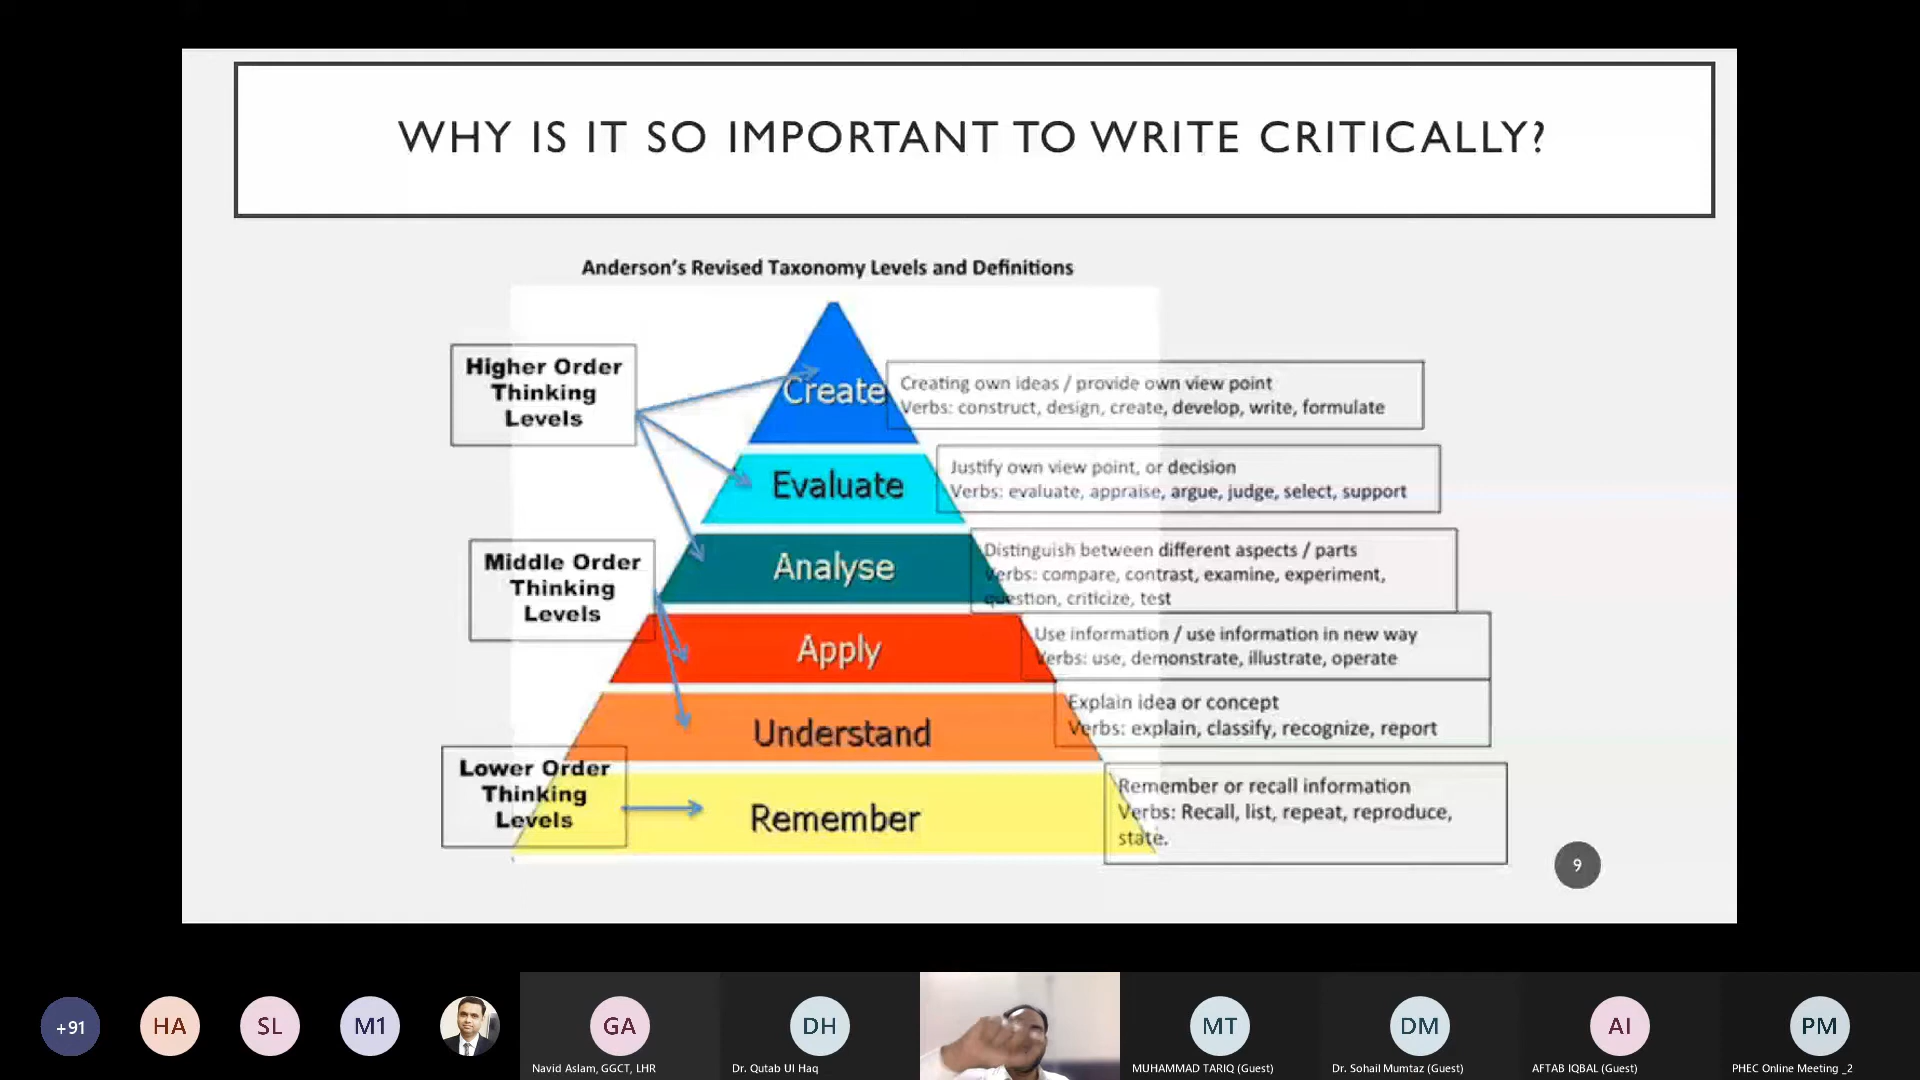 WHY IS IT SO IMPORTANT TO WRITE CRITICALLY?
Anderson's Revised Taxonomy Levels and Definitions
Higher Order
Thinking
Levels
Create
Creating own ideas / provide own view point
Verbs: construct, design, create, develop, write, formulate
Evaluate
Justify own view point, or decision
Verbs: evaluate, appraise, argue, judge, select, support
Middle Order
Thinking
Levels
Analyse
Distinguish between different aspects / parts
Verbs: compare, contrast, examine, experiment,
question, criticize, test
Apply
Use information / use information in new way
Verbs: use, demonstrate, illustrate, operate
Understand
Explain idea or concept
Verbs: explain, classify, recognize, report
Lower Order
Thinking
Levels
Remember
Remember or recall information
Verbs: Recall, list, repeat, reproduce,
state.
9
+91
HA
SL
M1
GA
Navid Aslam, GGCT, LHR
DH
Dr. Qutab Ul Haq
MT
MUHAMMAD TARIQ (Guest)
DM
Dr. Sohail Mumtaz (Guest)
AI
AFTAB IQBAL (Guest)
PM
PHEC Online Meeting _2